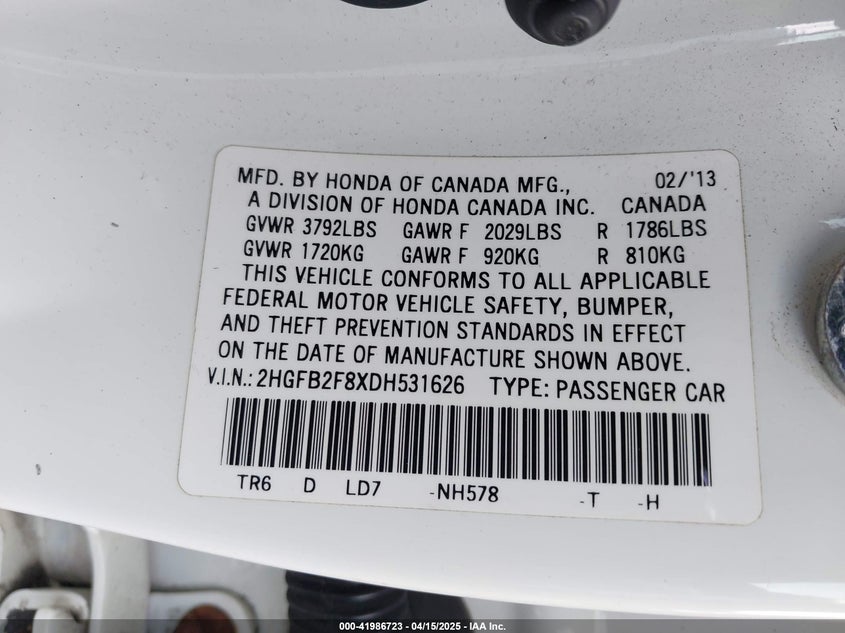 MFD. BY HONDA OF CANADA MFG., 02/'13
A DIVISION OF HONDA CANADA INC. CANADA
GVWR 3792LBS GAWR F 2029LBS R 1786LBS
GVWR 1720KG GAWR F 920KG R 810KG
THIS VEHICLE CONFORMS TO ALL APPLICABLE
FEDERAL MOTOR VEHICLE SAFETY, BUMPER,
AND THEFT PREVENTION STANDARDS IN EFFECT
ON THE DATE OF MANUFACTURE SHOWN ABOVE.
V.I.N.: 2HGFB2F8XDH531626 TYPE: PASSENGER CAR
TR6 D LD7 -NH578 -T -H
000-41986723 - 04/15/2025 - IAA Inc.